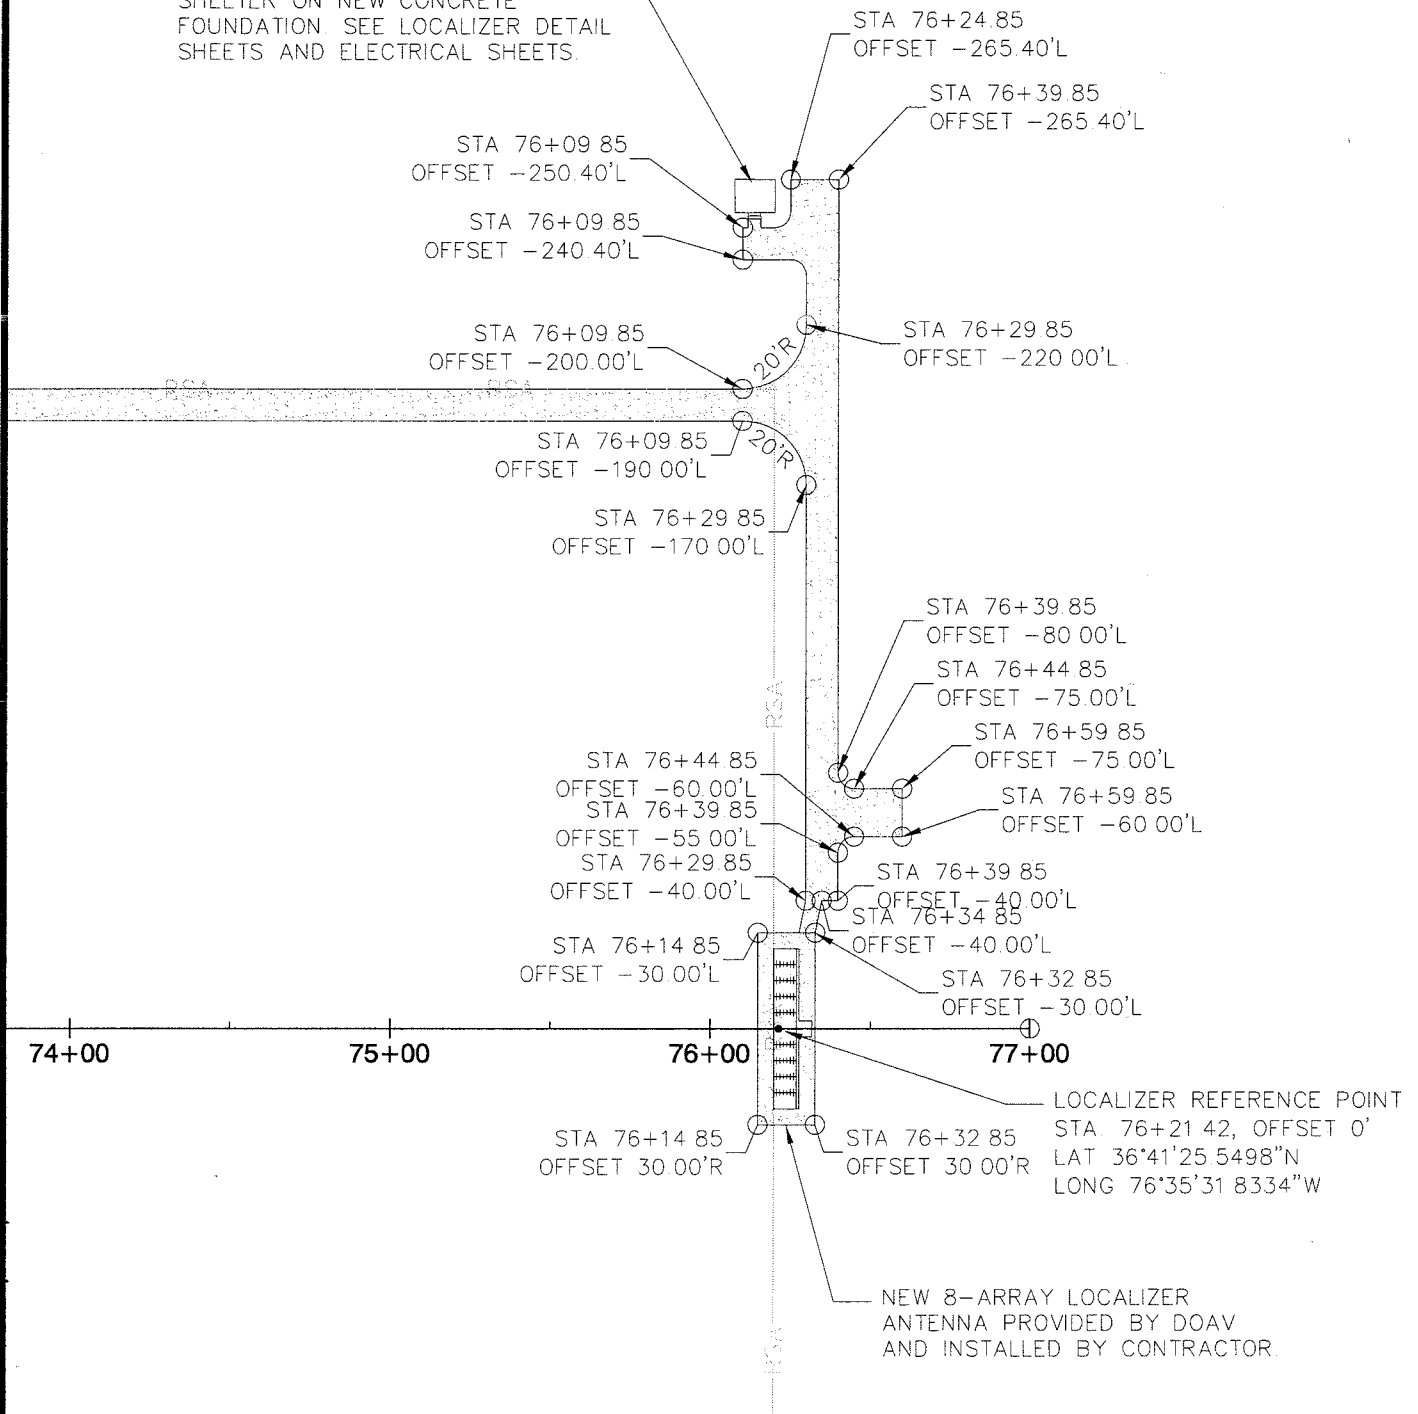 SHELTER ON NEW CONCRETE
FOUNDATION. SEE LOCALIZER DETAIL
SHEETS AND ELECTRICAL SHEETS.
STA 76+24.85
OFFSET -265.40'L
STA 76+39.85
OFFSET -265.40'L
STA 76+09 85
OFFSET -250.40'L
STA 76+09.85
OFFSET -240.40'L
STA 76+09.85
OFFSET -200.00'L
20'R
STA 76+29.85
OFFSET -220 00'L
RSA
RSA
STA 76+09.85
OFFSET -190 00'L
20'R
STA 76+29 85
OFFSET -170 00'L
STA 76+39.85
OFFSET -80 00'L
STA 76+44.85
OFFSET -75.00'L
RSA
STA 76+59 85
OFFSET -75.00'L
STA 76+44.85
OFFSET -60.00'L
STA 76+59.85
OFFSET -60 00'L
STA 76+39.85
OFFSET -55 00'L
STA 76+29.85
OFFSET -40.00'L
STA 76+39 85
OFFSET -40.00'L
STA 76+34 85
OFFSET -40.00'L
STA 76+14 85
OFFSET -30.00'L
STA 76+32 85
OFFSET -30.00'L
74+00
75+00
76+00
77+00
LOCALIZER REFERENCE POINT
STA. 76+21 42, OFFSET 0'
LAT 36°41'25.5498"N
LONG 76°35'31 8334"W
STA 76+14 85
OFFSET 30.00'R
STA 76+32 85
OFFSET 30 00'R
NEW 8-ARRAY LOCALIZER
ANTENNA PROVIDED BY DOAV
AND INSTALLED BY CONTRACTOR.
RSA